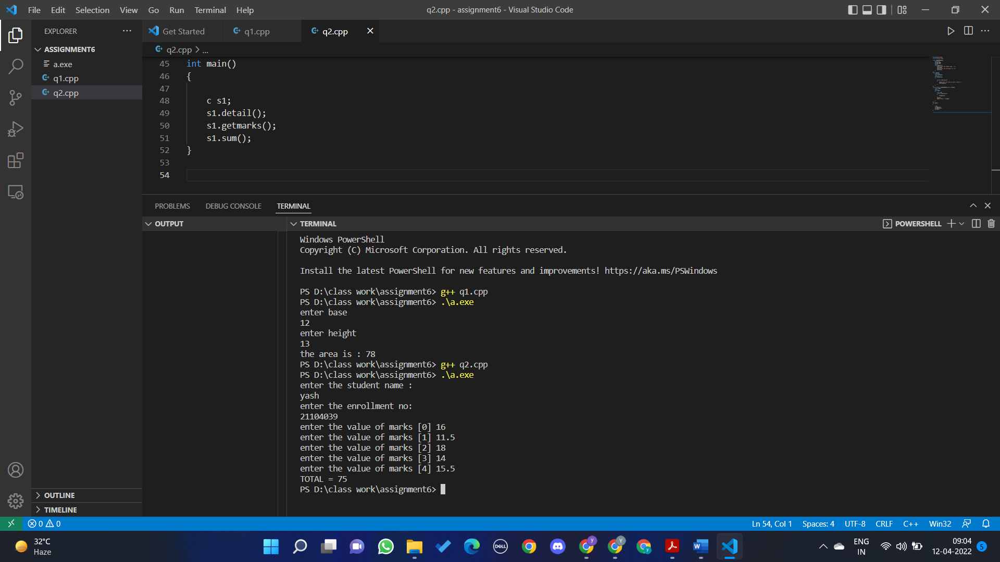 File Edit Selection View Go Run Terminal Help
q2.cpp - assignment6 - Visual Studio Code
EXPLORER
Get Started
q1.cpp
q2.cpp
ASSIGNMENT6
a.exe
q1.cpp
q2.cpp
q2.cpp > ...
45 int main()
46 {
47
48 c s1;
49 s1.detail();
50 s1.getmarks();
51 s1.sum();
52 }
53
54
PROBLEMS DEBUG CONSOLE TERMINAL
OUTPUT
TERMINAL
POWERSHELL
Windows PowerShell
Copyright (C) Microsoft Corporation. All rights reserved.
Install the latest PowerShell for new features and improvements! https://aka.ms/PSWindows
PS D:\class work\assignment6> g++ q1.cpp
PS D:\class work\assignment6> .\a.exe
enter base
12
enter height
13
the area is : 78
PS D:\class work\assignment6> g++ q2.cpp
PS D:\class work\assignment6> .\a.exe
enter the student name :
yash
enter the enrollment no:
21104039
enter the value of marks [0] 16
enter the value of marks [1] 11.5
enter the value of marks [2] 18
enter the value of marks [3] 14
enter the value of marks [4] 15.5
TOTAL = 75
PS D:\class work\assignment6>
OUTLINE
TIMELINE
0 0
Ln 54, Col 1 Spaces: 4 UTF-8 CRLF C++ Win32
32°C
Haze
DELL
ENG
IN
09:04
12-04-2022
5